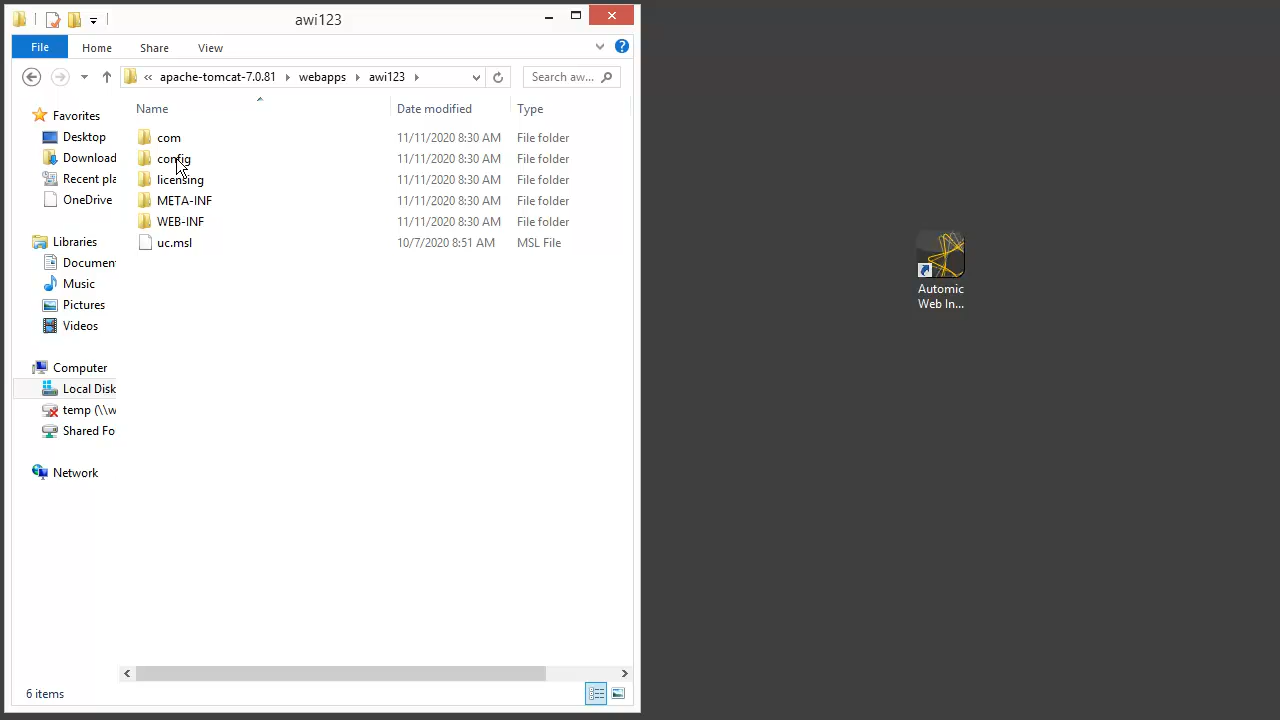 awi123
File
Home
Share
View
« apache-tomcat-7.0.81 webapps awi123
Search aw...
Name
Date modified
Type
com 11/11/2020 8:30 AM File folder
config 11/11/2020 8:30 AM File folder
licensing 11/11/2020 8:30 AM File folder
META-INF 11/11/2020 8:30 AM File folder
WEB-INF 11/11/2020 8:30 AM File folder
uc.msl 10/7/2020 8:51 AM MSL File
Favorites
Desktop
Download
Recent pla
OneDrive
Libraries
Documen
Music
Pictures
Videos
Computer
Local Disk
temp (\\w
Shared Fo
Network
6 items
Automic
Web In...